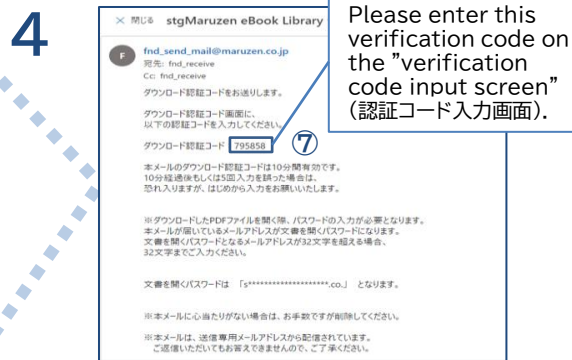 4
× 閉じる stgMaruzen eBook Library
Please enter this
verification code on
the ”verification
code input screen”
(認証コード入力画面).
F
fnd_send_mail@maruzen.co.jp
宛先: fnd_receive
Cc: fnd_receive
ダウンロード認証コードをお送りします。
ダウンロード認証コード画面に、
以下の認証コードを入力してください。
ダウンロード認証コード 795858 ⑦
本メールのダウンロード認証コードは10分間有効です。
10分経過後もしくは5回入力を誤った場合は、
恐れ入りますが、はじめから入力をお願いいたします。
※ダウンロードしたPDFファイルを開く際、パスワードの入力が必要となります。
本メールが届いているメールアドレスが文書を開くパスワードになります。
文書を開くパスワードとなるメールアドレスが32文字を超える場合、
32文字までご入力ください。
文書を開くパスワードは 「s********************.co.」 となります。
※本メールに心当たりがない場合は、お手数ですが削除してください。
※本メールは、送信専用メールアドレスから配信されています。
ご返信いただいてもお答えできませんので、ご了承ください。